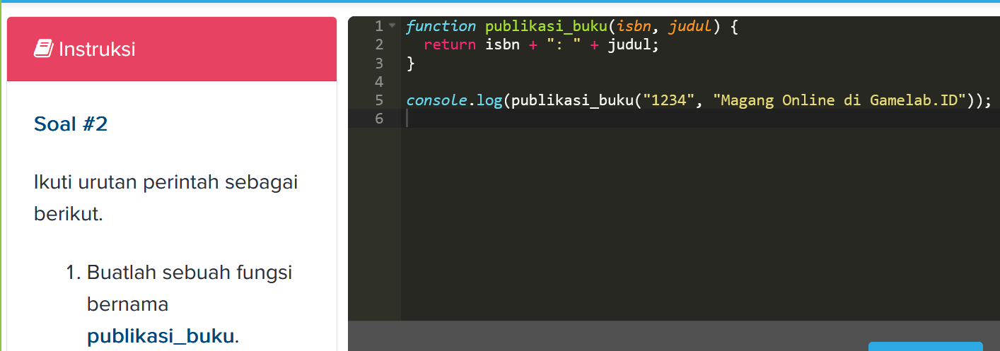 Instruksi
Soal #2
Ikuti urutan perintah sebagai
berikut.
1. Buatlah sebuah fungsi
bernama
publikasi_buku.
1 function publikasi_buku(isbn, judul) {
2   return isbn + ": " + judul;
3 }
4
5 console.log(publikasi_buku("1234", "Magang Online di Gamelab.ID"));
6